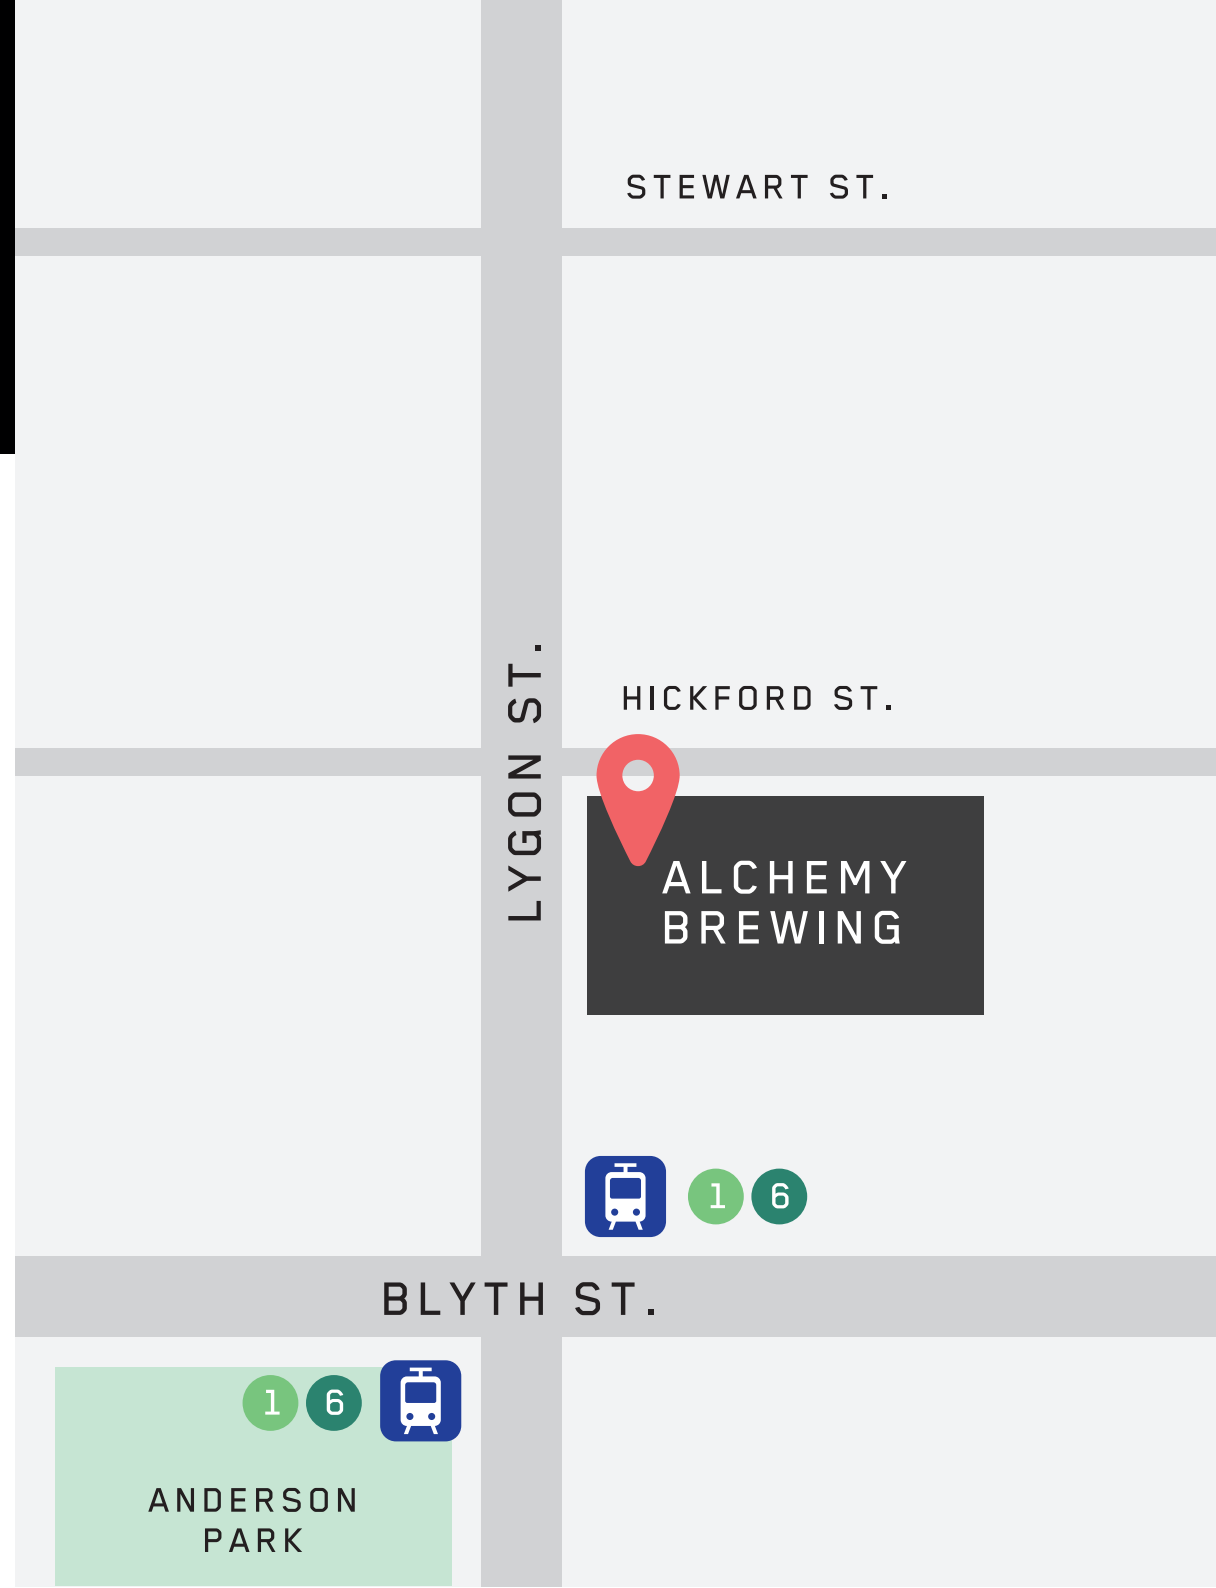 STEWART ST.
HICKFORD ST.
LYGON ST.
ALCHEMY
BREWING
1 6
BLYTH ST.
1 6
ANDERSON
PARK